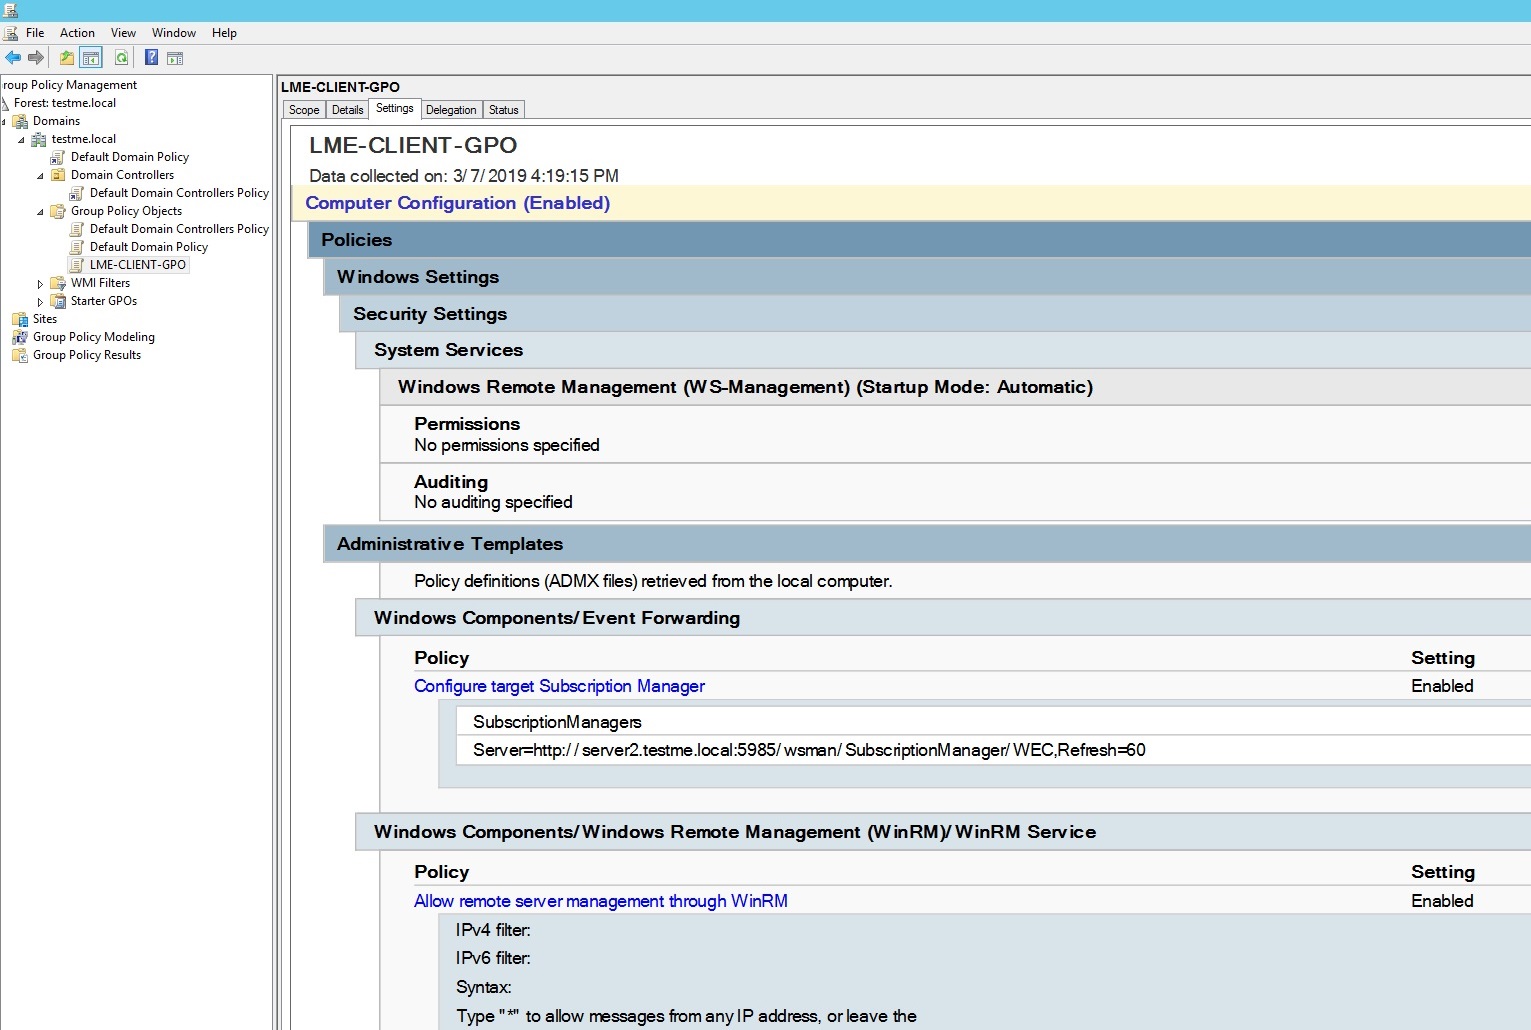 File Action View Window Help
roup Policy Management
Forest: testme.local
Domains
testme.local
Default Domain Policy
Domain Controllers
Default Domain Controllers Policy
Group Policy Objects
Default Domain Controllers Policy
Default Domain Policy
LME-CLIENT-GPO
WMI Filters
Starter GPOs
Sites
Group Policy Modeling
Group Policy Results
LME-CLIENT-GPO
Scope Details Settings Delegation Status
LME-CLIENT-GPO
Data collected on: 3/7/2019 4:19:15 PM
Computer Configuration (Enabled)
Policies
Windows Settings
Security Settings
System Services
Windows Remote Management (WS-Management) (Startup Mode: Automatic)
Permissions
No permissions specified
Auditing
No auditing specified
Administrative Templates
Policy definitions (ADMX files) retrieved from the local computer.
Windows Components/Event Forwarding
Policy Setting
Configure target Subscription Manager Enabled
SubscriptionManagers
Server=http://server2.testme.local:5985/wsman/SubscriptionManager/WEC,Refresh=60
Windows Components/Windows Remote Management (WinRM)/WinRM Service
Policy Setting
Allow remote server management through WinRM Enabled
IPv4 filter:
IPv6 filter:
Syntax:
Type "*" to allow messages from any IP address, or leave the